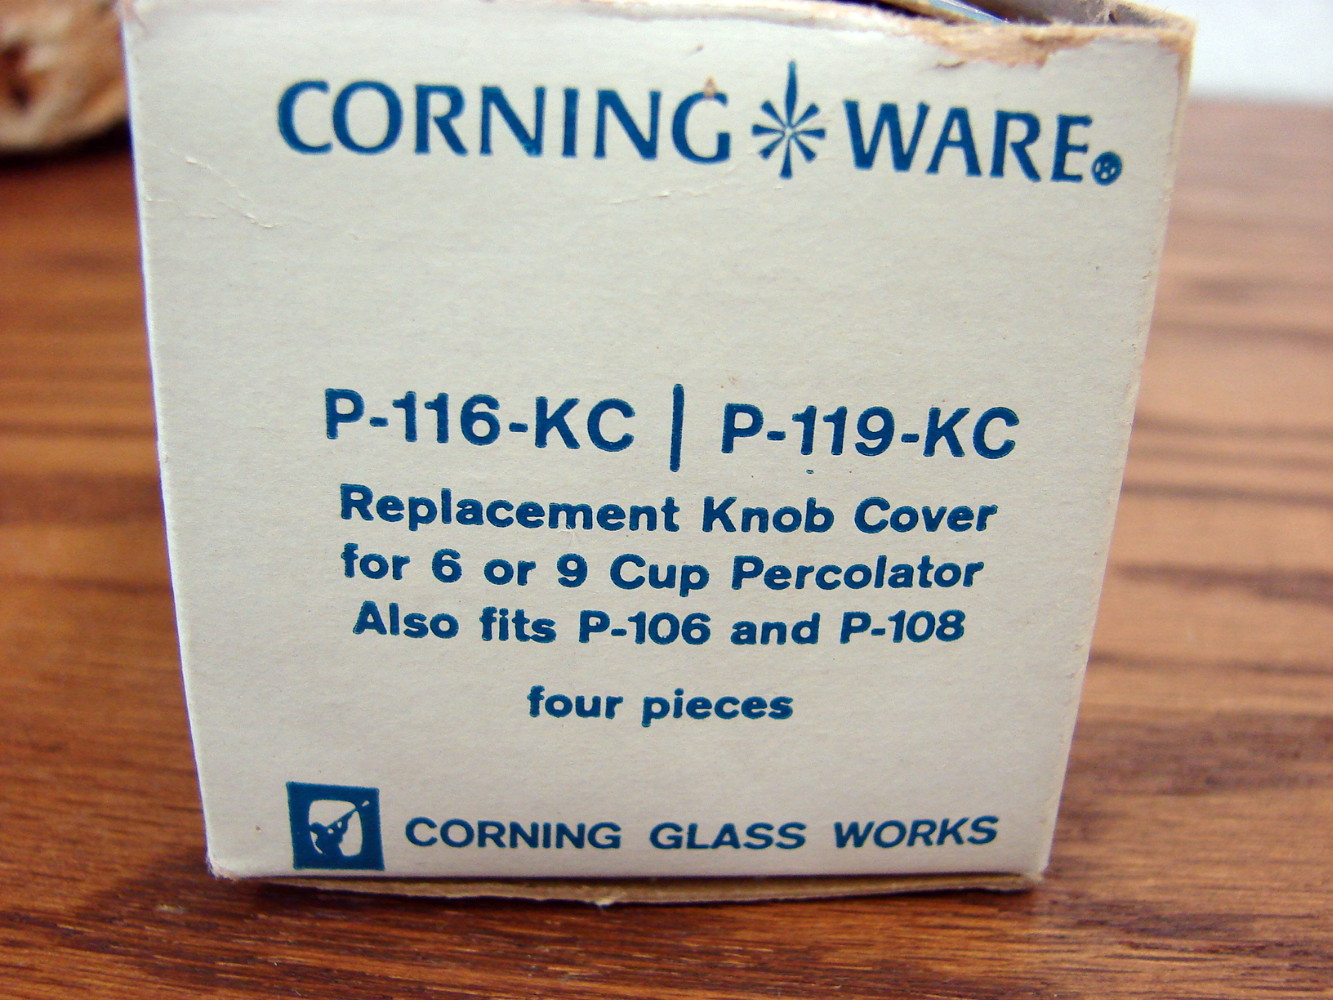 CORNING WARE®
P-116-KC | P-119-KC
Replacement Knob Cover
for 6 or 9 Cup Percolator
Also fits P-106 and P-108
four pieces
CORNING GLASS WORKS